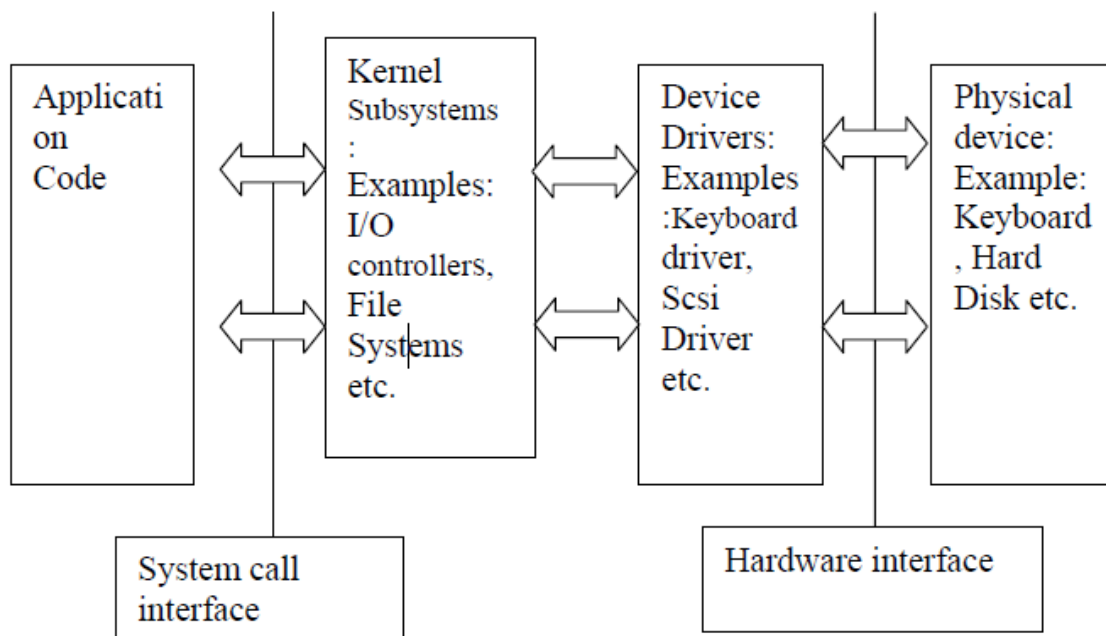 Applicati
on
Code
Kernel
Subsystems
:
Examples:
I/O
controllers,
File
Systems
etc.
Device
Drivers:
Examples
:Keyboard
driver,
Scsi
Driver
etc.
Physical
device:
Example:
Keyboard
, Hard
Disk etc.
System call
interface
Hardware interface